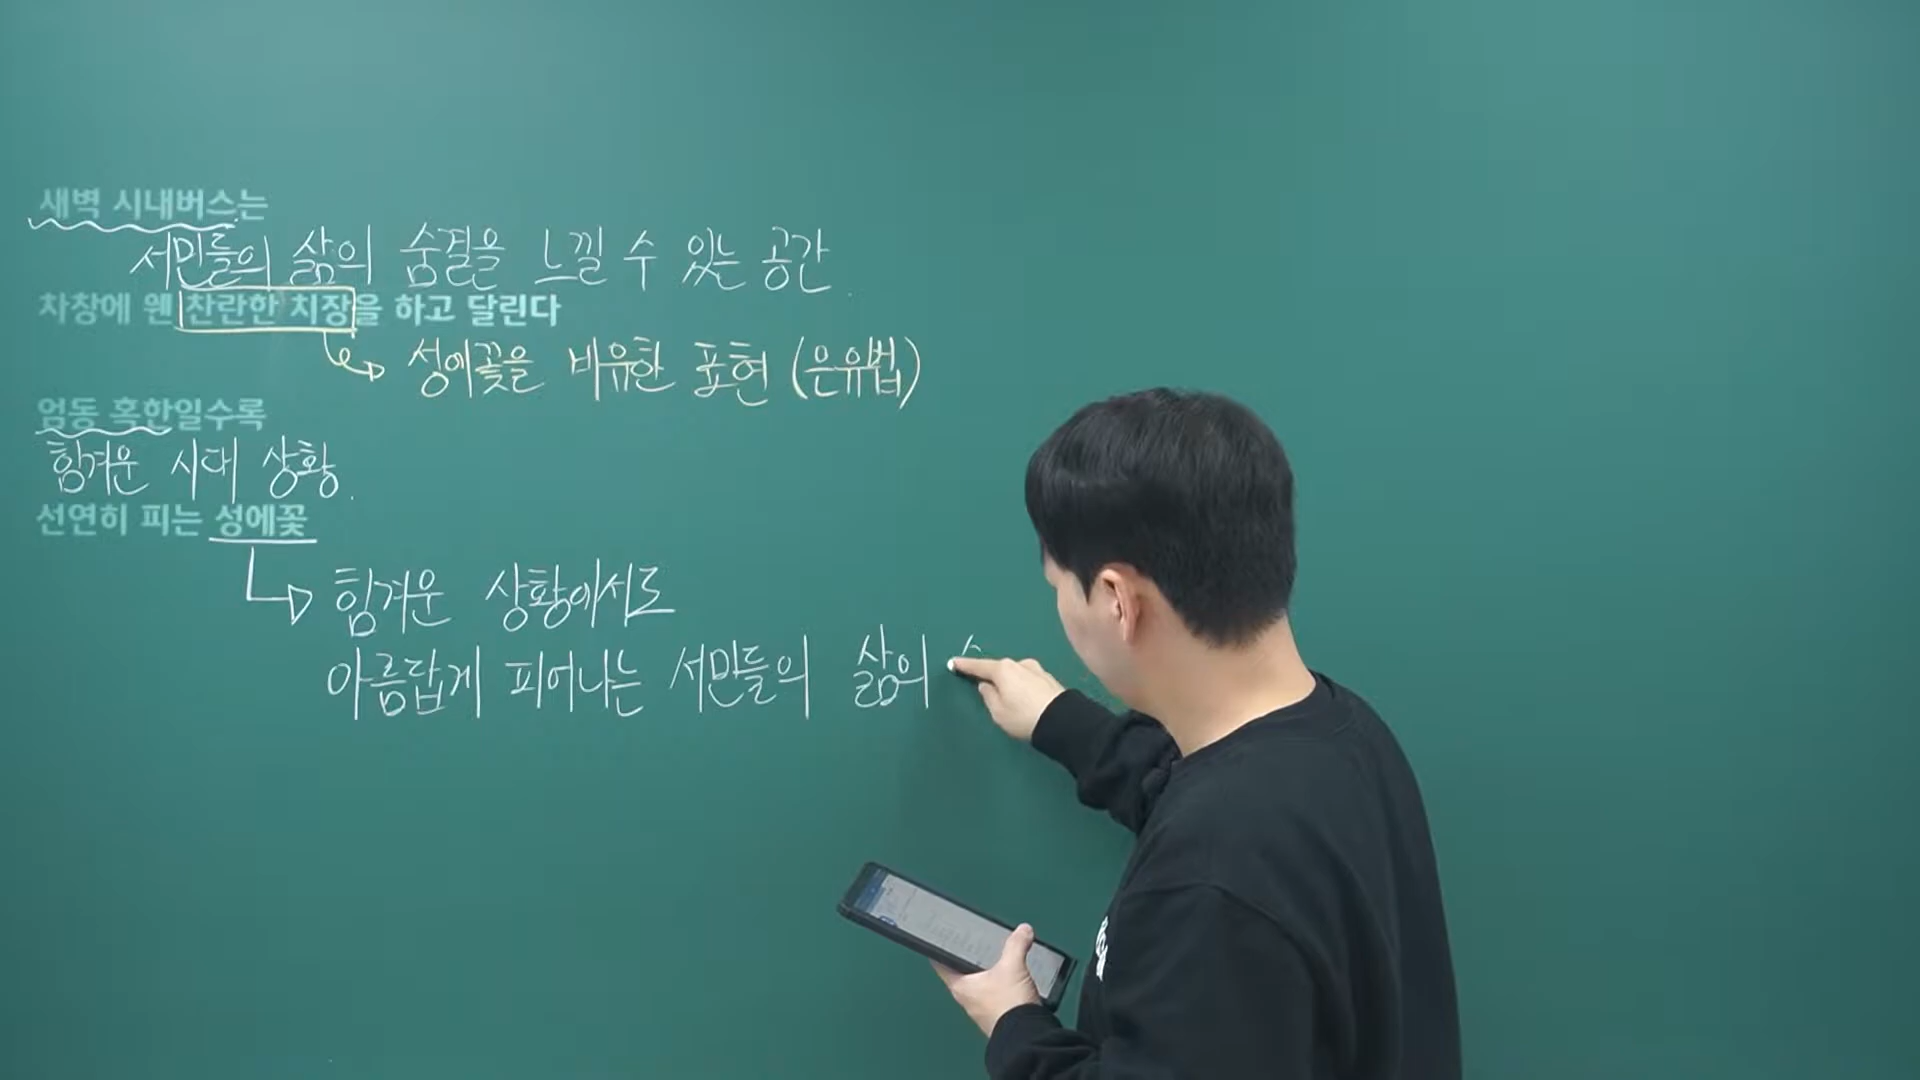 새벽 시내버스는
서민들의 삶의 숨결을 느낄 수 있는 공간.
차창에 웬 찬란한 치장을 하고 달린다
성에꽃을 비유한 표현 (은유법)
엄동 혹한일수록
힘겨운 시대 상황.
선연히 피는 성에꽃
힘겨운 상황에서도
아름답게 피어나는 서민들의 삶의